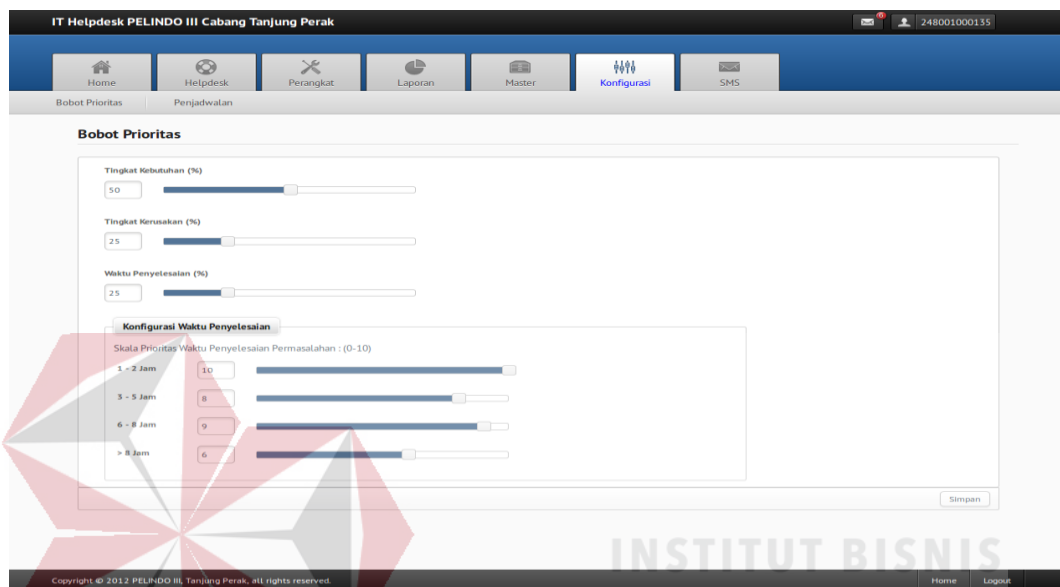 IT Helpdesk PELINDO III Cabang Tanjung Perak
0
248001000135
Home
Helpdesk
Perangkat
Laporan
Master
Konfigurasi
SMS
Bobot Prioritas
Penjadwalan
Bobot Prioritas
Tingkat Kebutuhan (%)
50
Tingkat Kerusakan (%)
25
Waktu Penyelesaian (%)
25
Konfigurasi Waktu Penyelesaian
Skala Prioritas Waktu Penyelesaian Permasalahan : (0-10)
1 - 2 Jam
10
3 - 5 Jam
8
6 - 8 Jam
9
> 8 Jam
6
Simpan
INSTITUT BISNIS
Copyright © 2012 PELINDO III, Tanjung Perak, all rights reserved.
Home
Logout